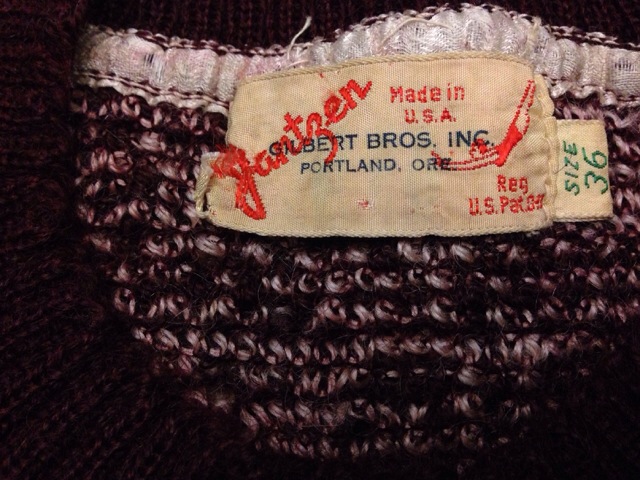 Jantzen
Made in
U.S.A.
GILBERT BROS. INC.
PORTLAND, ORE
Reg
U.S. Pat. Off
SIZE
36